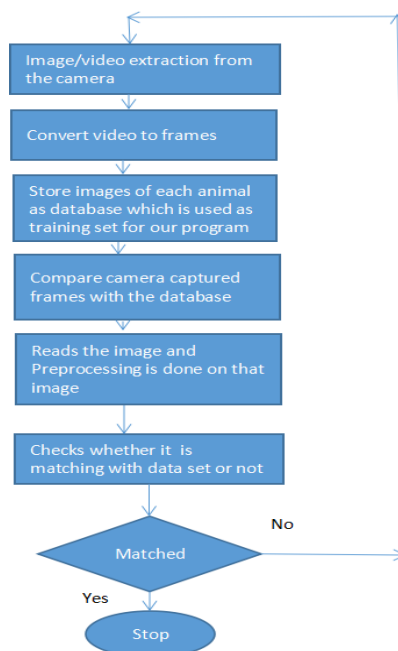 Image/video extraction from
the camera
Convert video to frames
Store images of each animal
as database which is used as
training set for our program
Compare camera captured
frames with the database
Reads the image and
Preprocessing is done on that
image
Checks whether it is
matching with data set or not
No
Matched
Yes
Stop